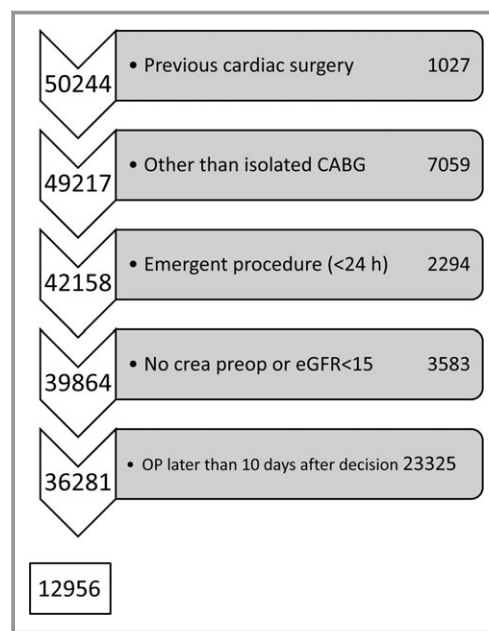 50244 • Previous cardiac surgery 1027
49217 • Other than isolated CABG 7059
42158 • Emergent procedure (<24 h) 2294
39864 • No crea preop or eGFR<15 3583
36281 • OP later than 10 days after decision 23325
12956